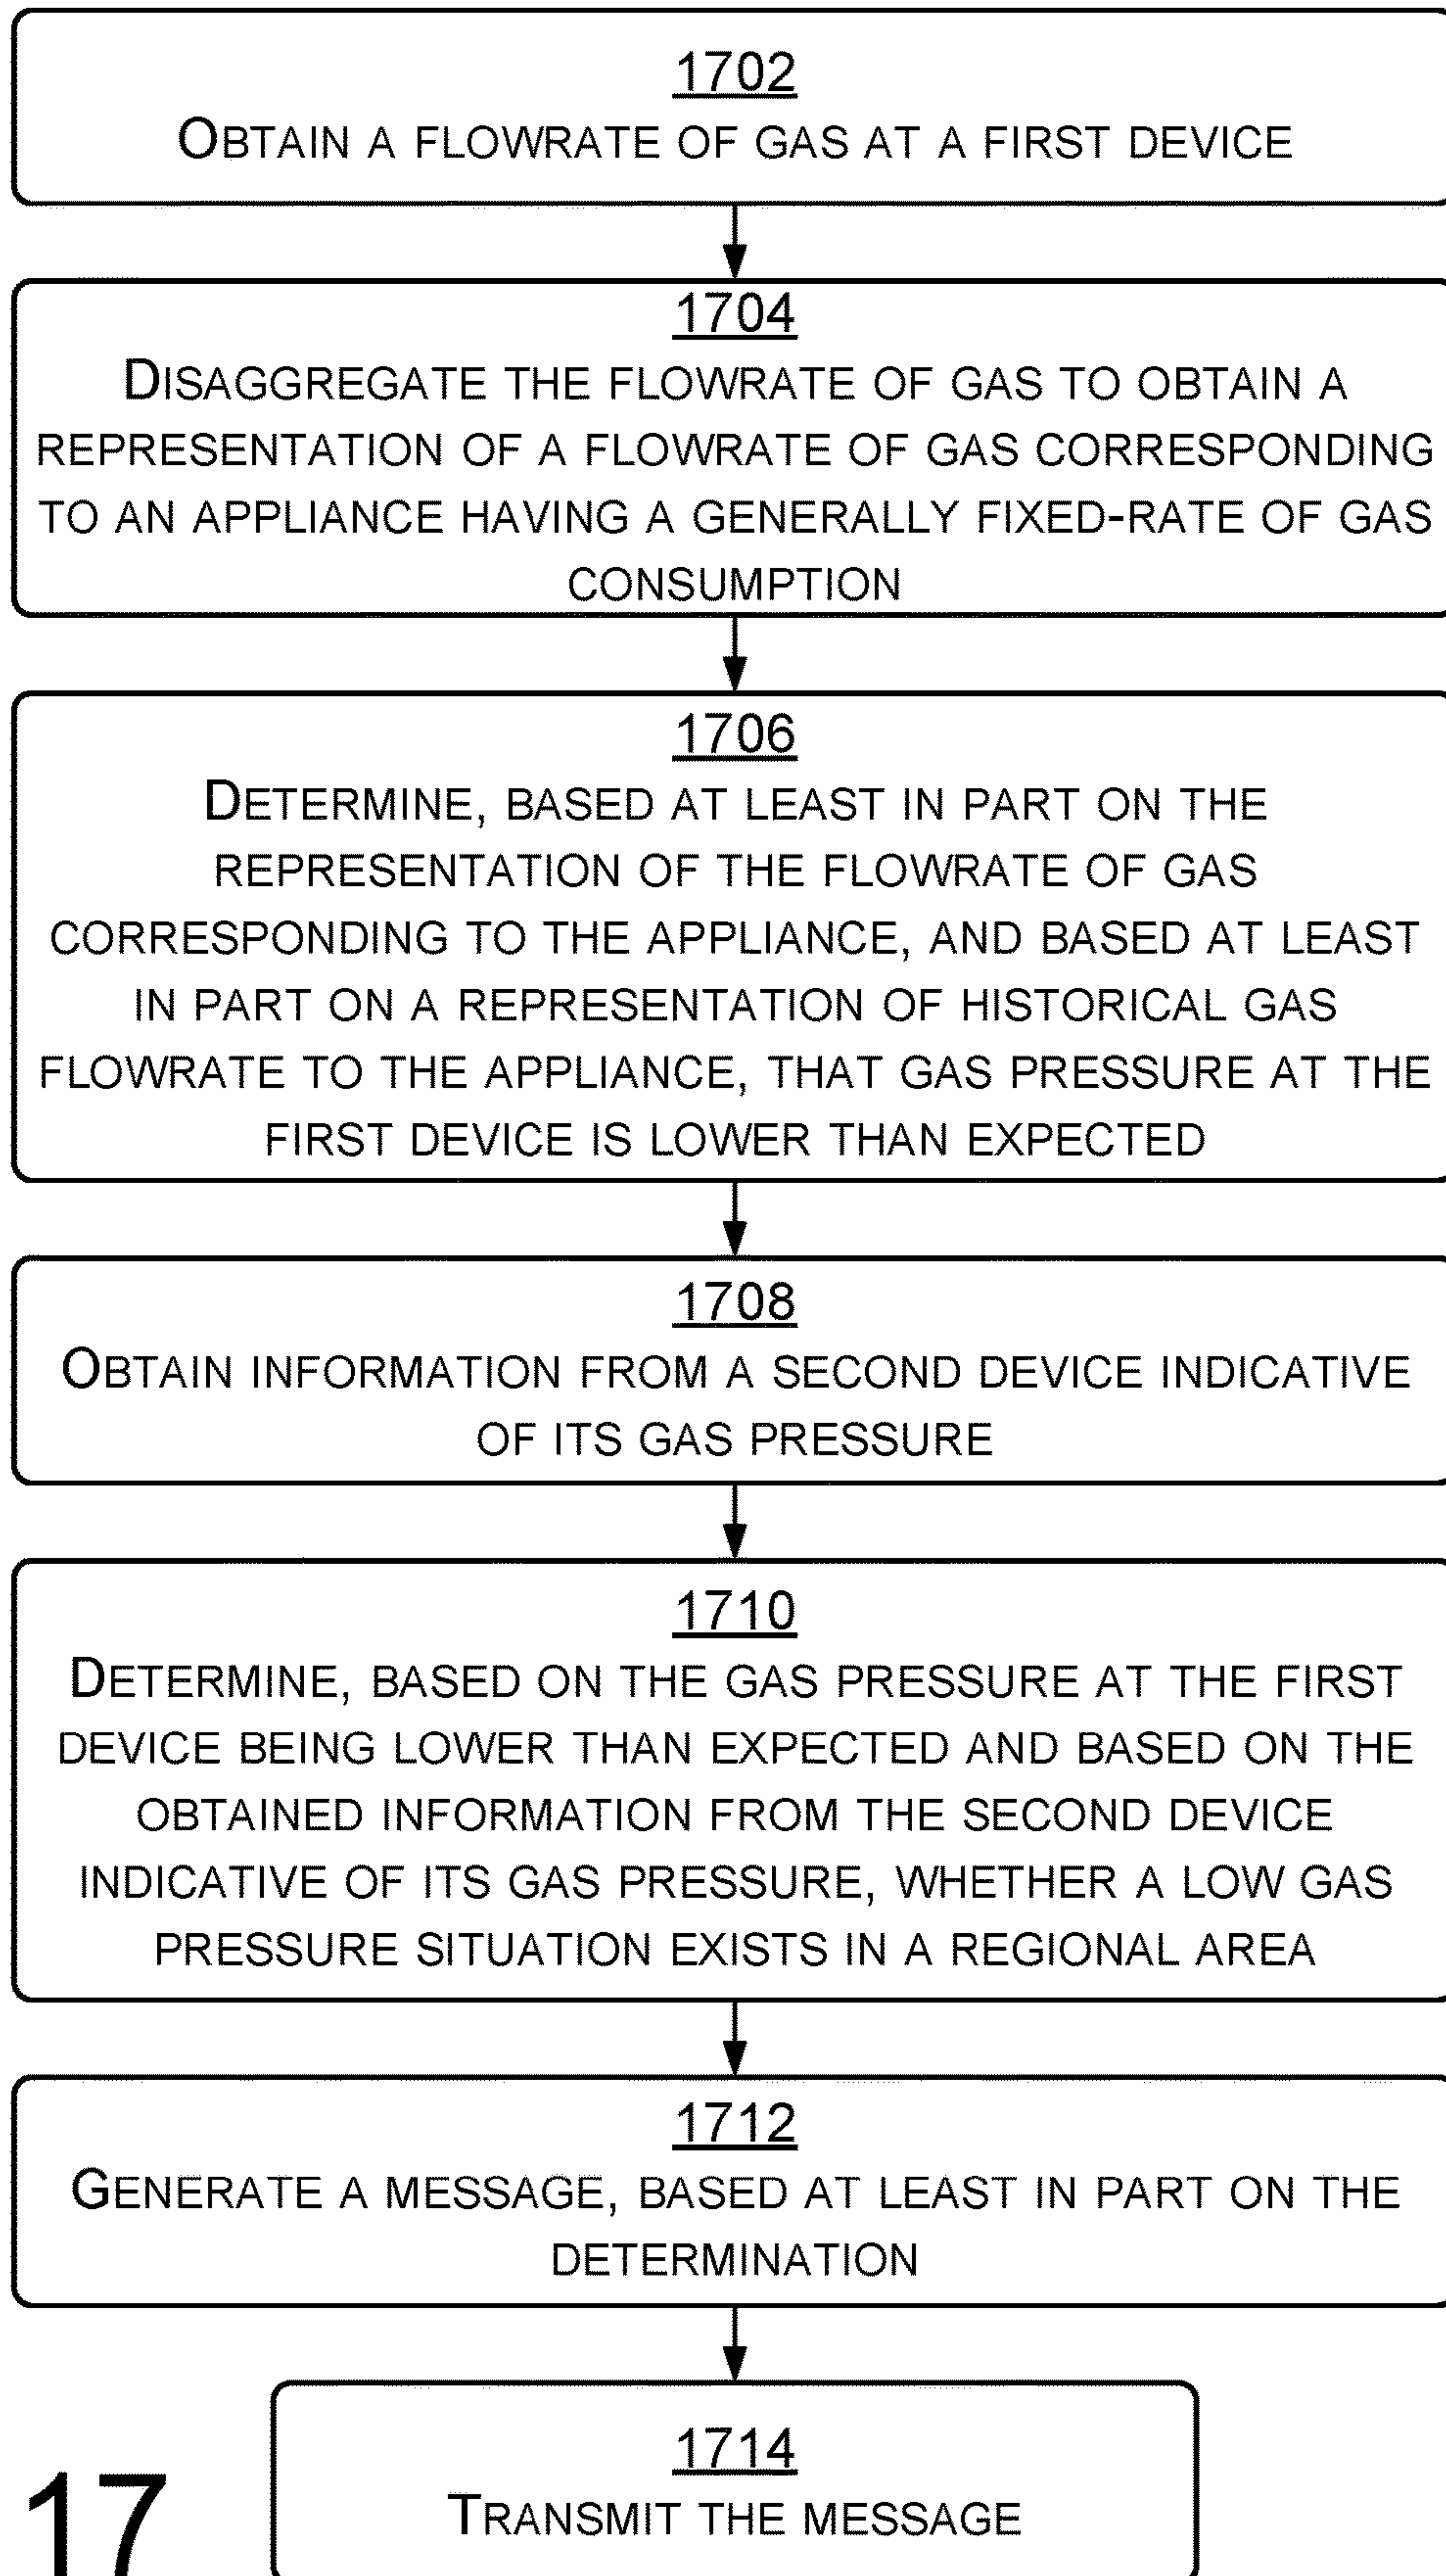 1702
OBTAIN A FLOWRATE OF GAS AT A FIRST DEVICE
1704
DISAGGREGATE THE FLOWRATE OF GAS TO OBTAIN A
REPRESENTATION OF A FLOWRATE OF GAS CORRESPONDING
TO AN APPLIANCE HAVING A GENERALLY FIXED-RATE OF GAS
CONSUMPTION
1706
DETERMINE, BASED AT LEAST IN PART ON THE
REPRESENTATION OF THE FLOWRATE OF GAS
CORRESPONDING TO THE APPLIANCE, AND BASED AT LEAST
IN PART ON A REPRESENTATION OF HISTORICAL GAS
FLOWRATE TO THE APPLIANCE, THAT GAS PRESSURE AT THE
FIRST DEVICE IS LOWER THAN EXPECTED
1708
OBTAIN INFORMATION FROM A SECOND DEVICE INDICATIVE
OF ITS GAS PRESSURE
1710
DETERMINE, BASED ON THE GAS PRESSURE AT THE FIRST
DEVICE BEING LOWER THAN EXPECTED AND BASED ON THE
OBTAINED INFORMATION FROM THE SECOND DEVICE
INDICATIVE OF ITS GAS PRESSURE, WHETHER A LOW GAS
PRESSURE SITUATION EXISTS IN A REGIONAL AREA
1712
GENERATE A MESSAGE, BASED AT LEAST IN PART ON THE
DETERMINATION
1714
TRANSMIT THE MESSAGE
17